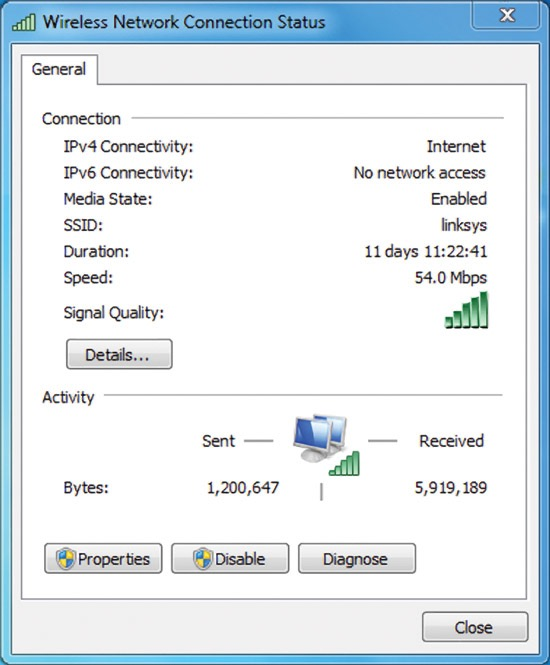 Wireless Network Connection Status
General
Connection
IPv4 Connectivity: Internet
IPv6 Connectivity: No network access
Media State: Enabled
SSID: linksys
Duration: 11 days 11:22:41
Speed: 54.0 Mbps
Signal Quality:
Details...
Activity
Sent Received
Bytes: 1,200,647 5,919,189
Properties Disable Diagnose
Close